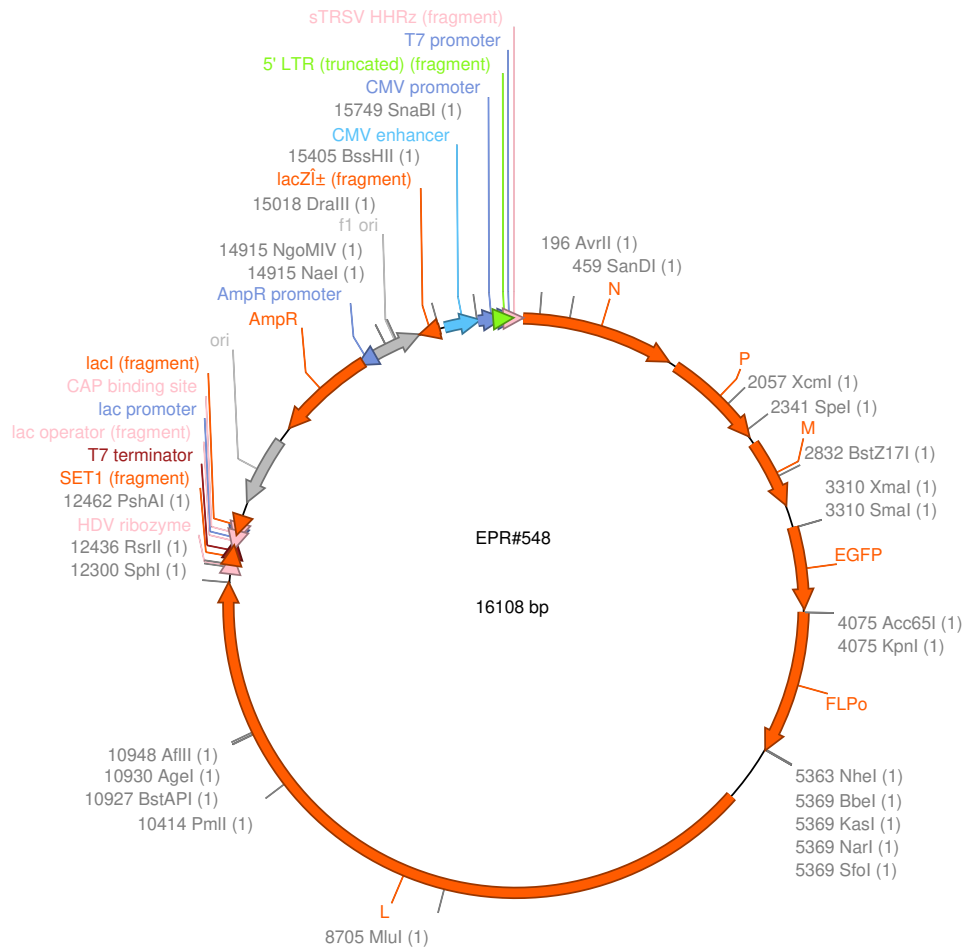 sTRSV HHRz (fragment)
T7 promoter
5' LTR (truncated) (fragment)
CMV promoter
15749 SnaBI (1)
CMV enhancer
15405 BssHII (1)
lacZÎ± (fragment)
15018 DraIII (1)
f1 ori
14915 NgoMIV (1)
14915 NaeI (1)
AmpR promoter
AmpR
ori
lacI (fragment)
CAP binding site
lac promoter
lac operator (fragment)
T7 terminator
SET1 (fragment)
12462 PshAI (1)
HDV ribozyme
12436 RsrII (1)
12300 SphI (1)
196 AvrII (1)
459 SanDI (1)
N
P
2057 XcmI (1)
2341 SpeI (1)
M
2832 BstZ17I (1)
3310 XmaI (1)
3310 SmaI (1)
EGFP
4075 Acc65I (1)
4075 KpnI (1)
FLPo
5363 NheI (1)
5369 BbeI (1)
5369 KasI (1)
5369 NarI (1)
5369 SfoI (1)
EPR#548
16108 bp
10948 AflII (1)
10930 AgeI (1)
10927 BstAPI (1)
10414 PmlI (1)
L
8705 MluI (1)